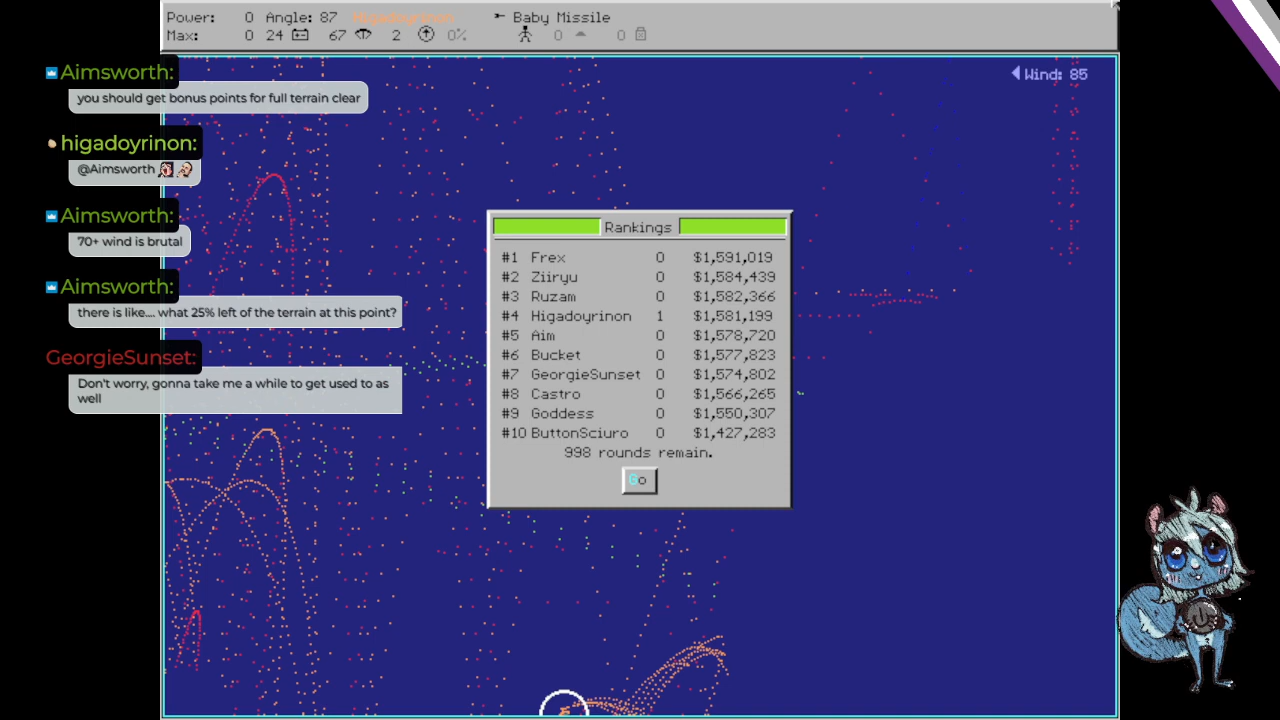 Power: 0 Angle: 87 Higadoyrinon Baby Missile
Max: 0 24 67 2 0% 0 0
Wind: 85
Aimsworth:
you should get bonus points for full terrain clear
higadoyrinon:
@Aimsworth
Aimsworth:
70+ wind is brutal
Aimsworth:
there is like.... what 25% left of the terrain at this point?
GeorgieSunset:
Don't worry, gonna take me a while to get used to as
well
Rankings
#1 Frex 0 $1,591,019
#2 Ziiryu 0 $1,584,439
#3 Ruzam 0 $1,582,366
#4 Higadoyrinon 1 $1,581,199
#5 Aim 0 $1,578,720
#6 Bucket 0 $1,577,823
#7 GeorgieSunset 0 $1,574,802
#8 Castro 0 $1,566,265
#9 Goddess 0 $1,550,307
#10 ButtonSciuro 0 $1,427,283
998 rounds remain.
Go